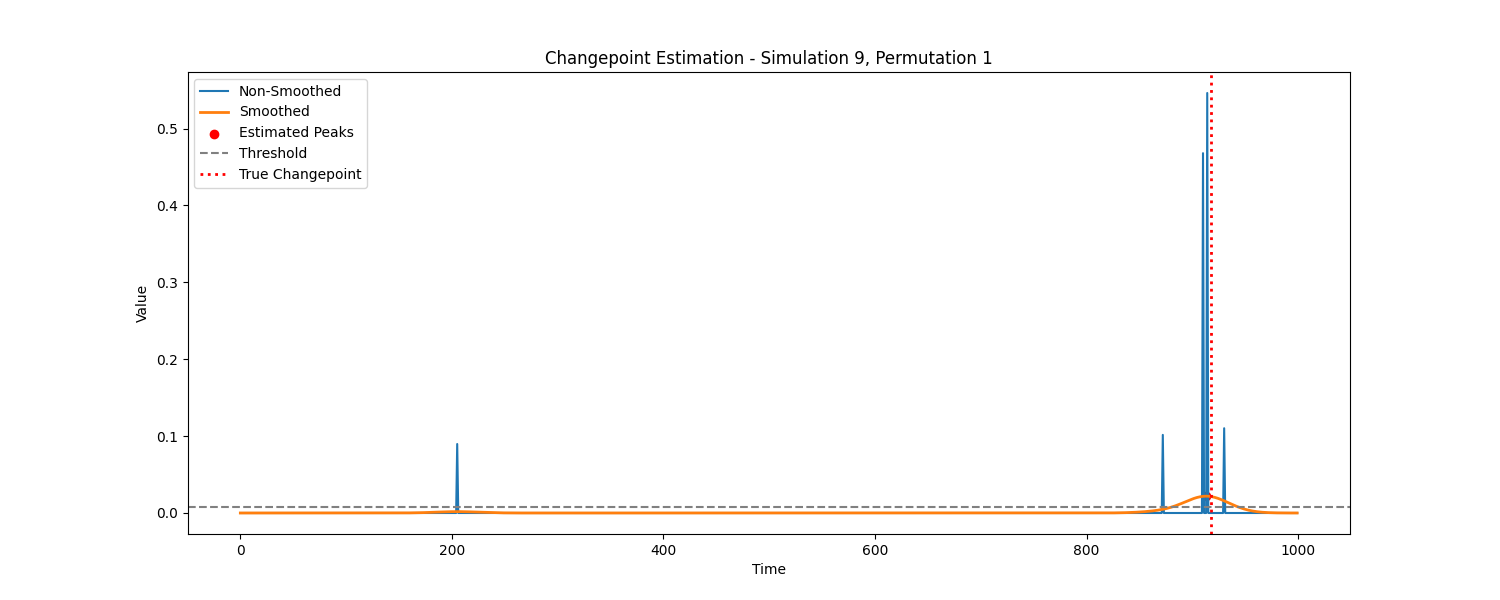 Changepoint Estimation - Simulation 9, Permutation 1
Non-Smoothed
Smoothed
Estimated Peaks
Threshold
True Changepoint
Value
0.5
0.4
0.3
0.2
0.1
0.0
0 200 400 600 800 1000
Time